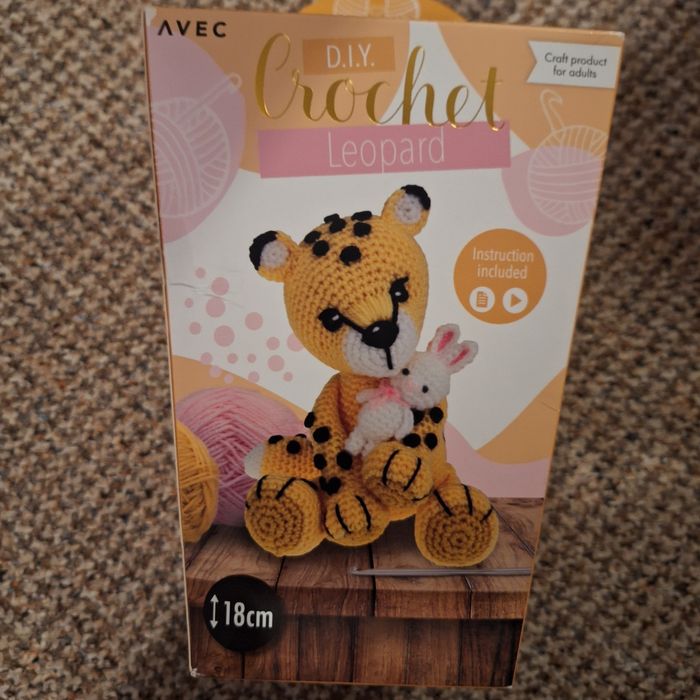 AVEC
D.I.Y.
Crochet
Leopard
Craft product
for adults
Instruction
included
18cm